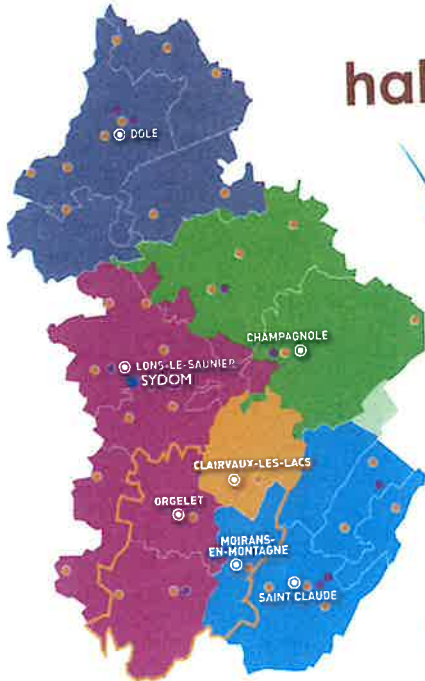 hal
DOLE
CHAMPAGNOLE
LONS-LE-SAUNIER
SYDOM
CLAIRVAUX-LES-LACS
ORGELET
MOIRANS-
EN-MONTAGNE
SAINT CLAUDE